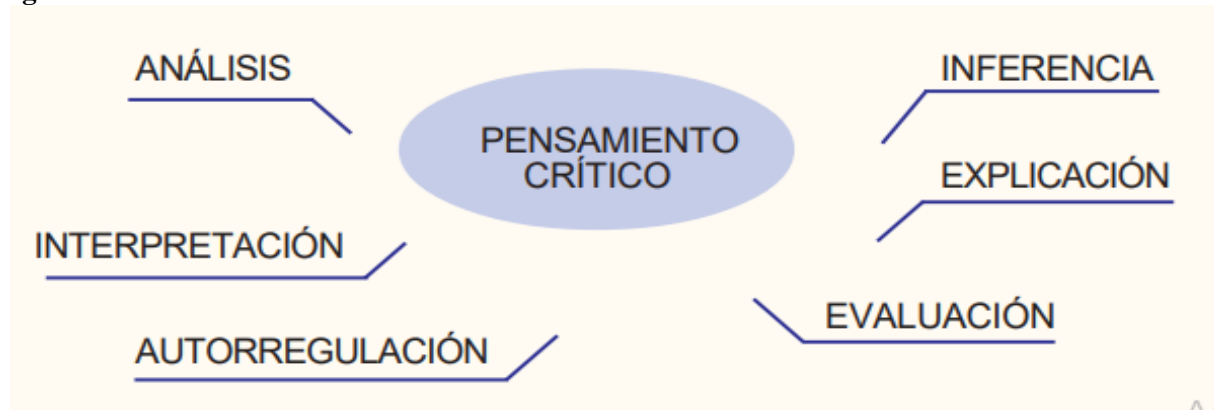 ANÁLISIS
INFERENCIA
PENSAMIENTO
CRÍTICO
EXPLICACIÓN
INTERPRETACIÓN
EVALUACIÓN
AUTORREGULACIÓN